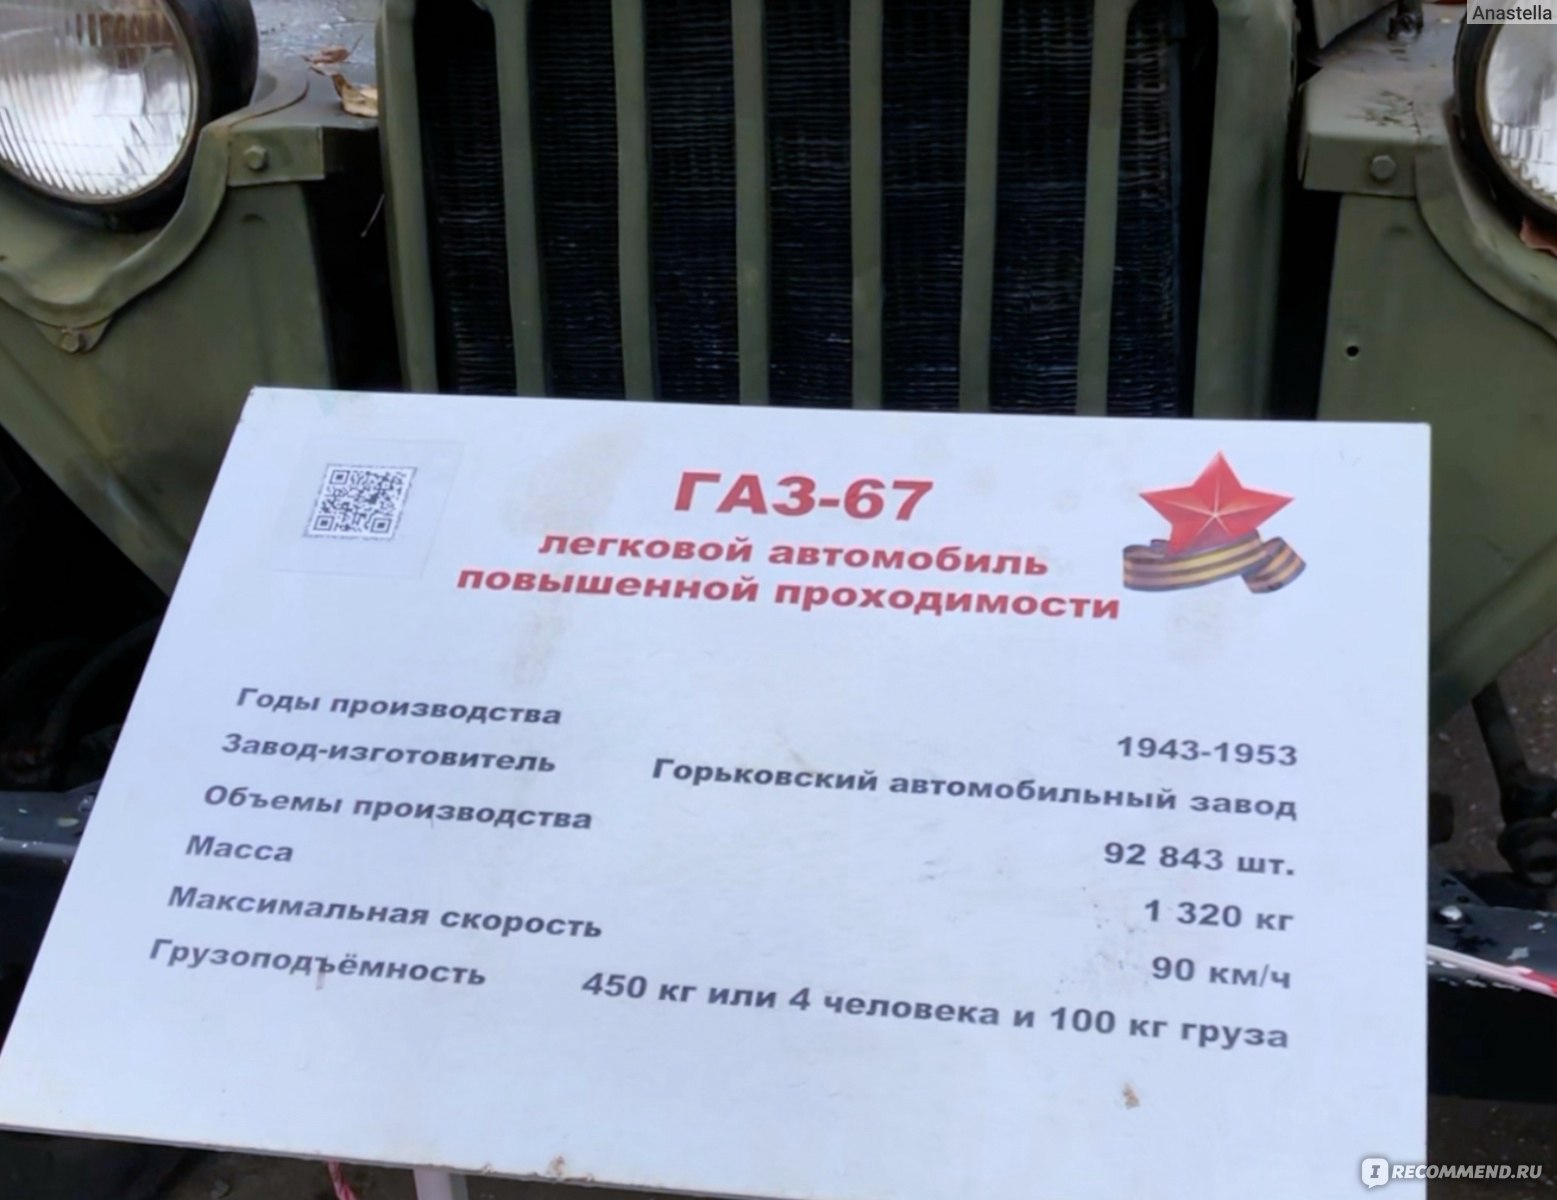 Anastella
ГАЗ-67
легковой автомобиль
повышенной проходимости
Годы производства 1943-1953
Завод-изготовитель Горьковский автомобильный завод
Объемы производства 92 843 шт.
Масса 1 320 кг
Максимальная скорость 90 км/ч
Грузоподъёмность 450 кг или 4 человека и 100 кг груза
IRECOMMEND.RU